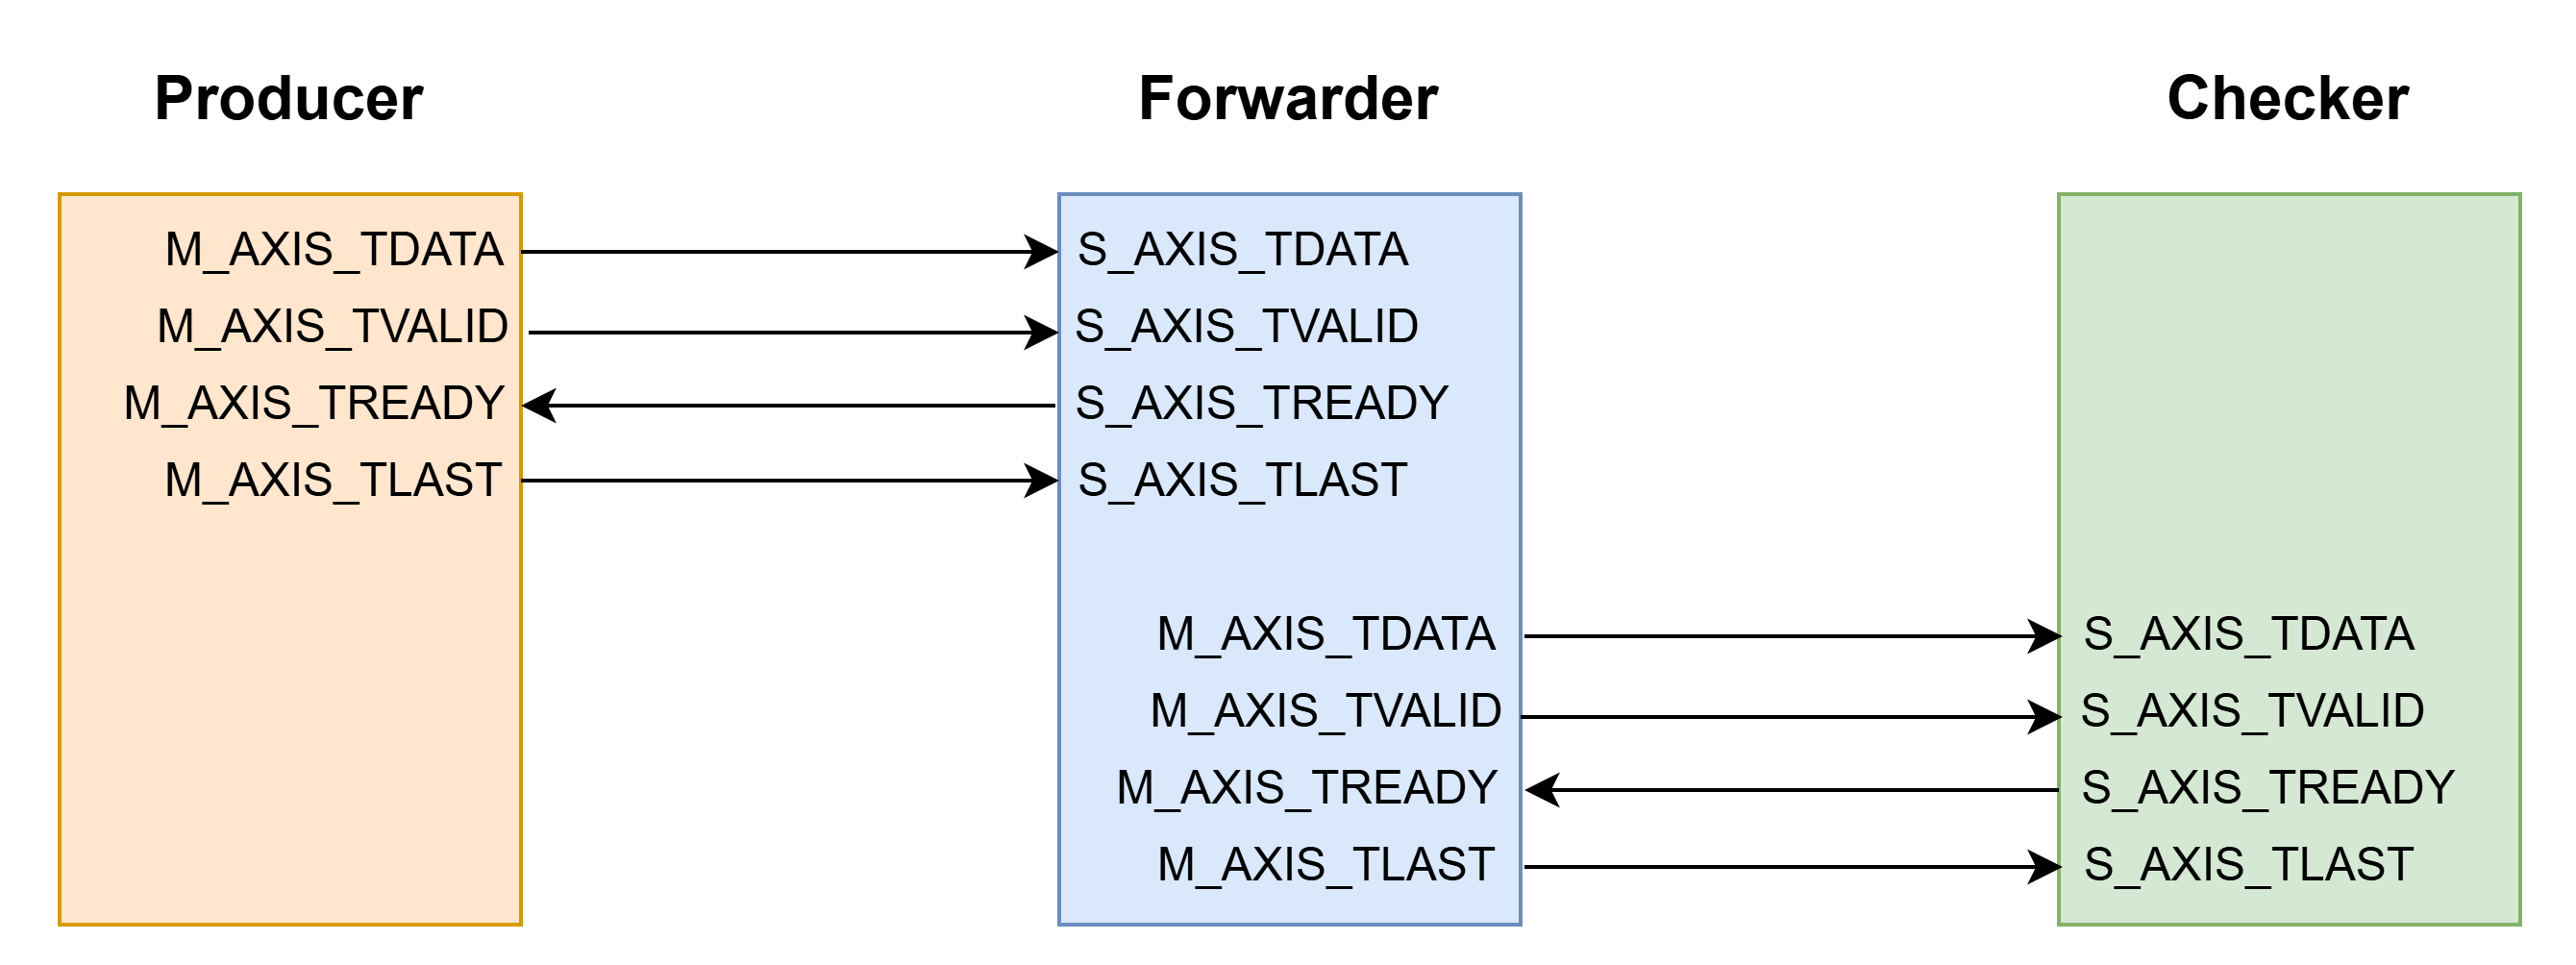 Producer
Forwarder
Checker
M_AXIS_TDATA
M_AXIS_TVALID
M_AXIS_TREADY
M_AXIS_TLAST
S_AXIS_TDATA
S_AXIS_TVALID
S_AXIS_TREADY
S_AXIS_TLAST
M_AXIS_TDATA
M_AXIS_TVALID
M_AXIS_TREADY
M_AXIS_TLAST
S_AXIS_TDATA
S_AXIS_TVALID
S_AXIS_TREADY
S_AXIS_TLAST